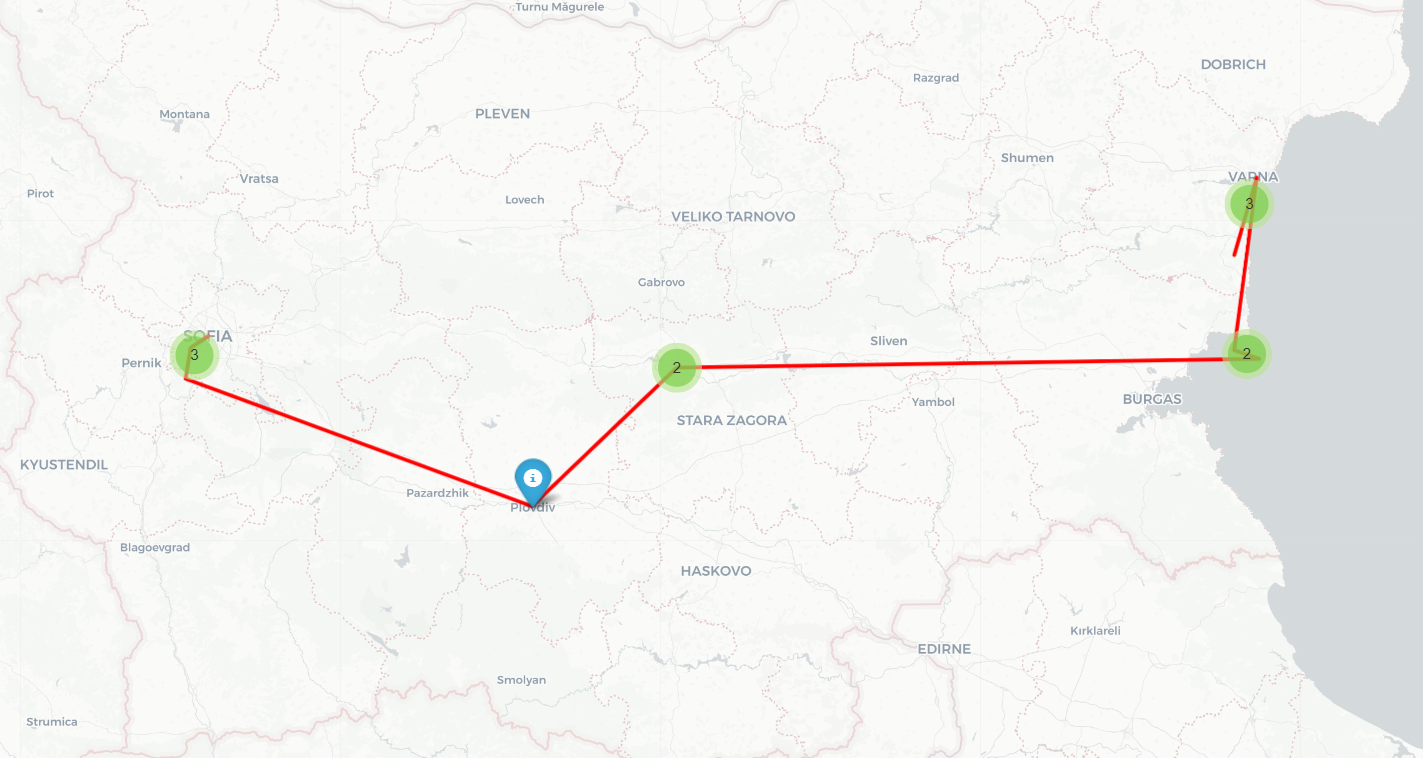 Turnu Măgurele
DOBRICH
Razgrad
Montana
PLEVEN
Shumen
Vratsa
VARNA
Pirot
Lovech
3
VELIKO TARNOVO
Gabrovo
SOFIA
Sliven
3
Pernik
2
2
Yambol
BURGAS
STARA ZAGORA
KYUSTENDIL
i
Pazardzhik
Plovdiv
Blagoevgrad
HASKOVO
Kırklareli
EDIRNE
Smolyan
Strumica